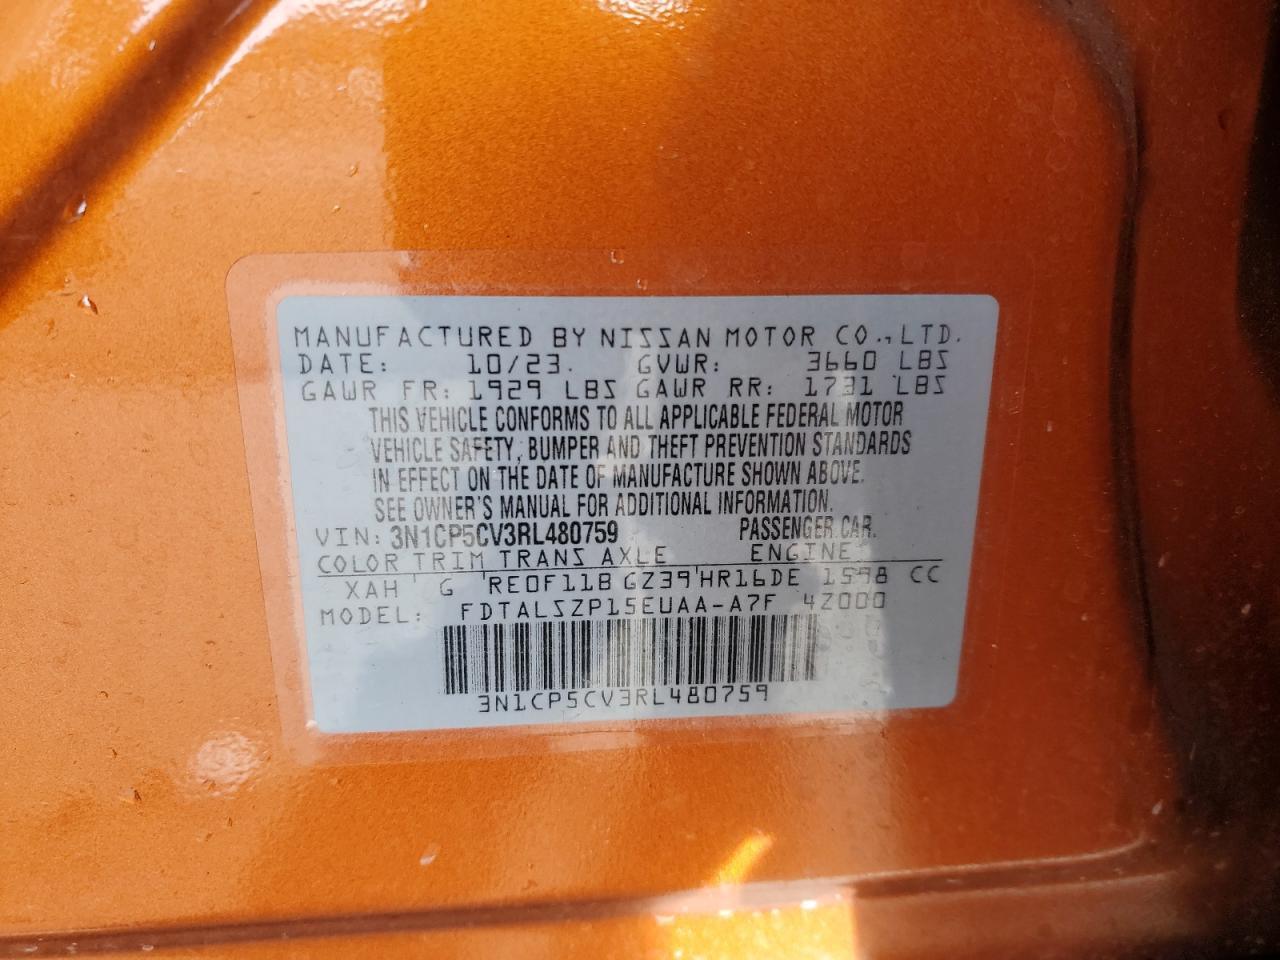 MANUFACTURED BY NISSAN MOTOR CO., LTD.
DATE: 10/23. GVWR: 3660 LBS
GAWR FR: 1929 LBS GAWR RR: 1731 LBS
THIS VEHICLE CONFORMS TO ALL APPLICABLE FEDERAL MOTOR
VEHICLE SAFETY, BUMPER AND THEFT PREVENTION STANDARDS
IN EFFECT ON THE DATE OF MANUFACTURE SHOWN ABOVE.
SEE OWNER'S MANUAL FOR ADDITIONAL INFORMATION.
VIN: 3N1CP5CV3RL480759 PASSENGER CAR.
COLOR TRIM TRANS AXLE ENGINE
XAH G RE0F11B GZ39 HR16DE 1598 CC
MODEL: FDTALSZP15EUAA-A7F 4Z000
3N1CP5CV3RL480759